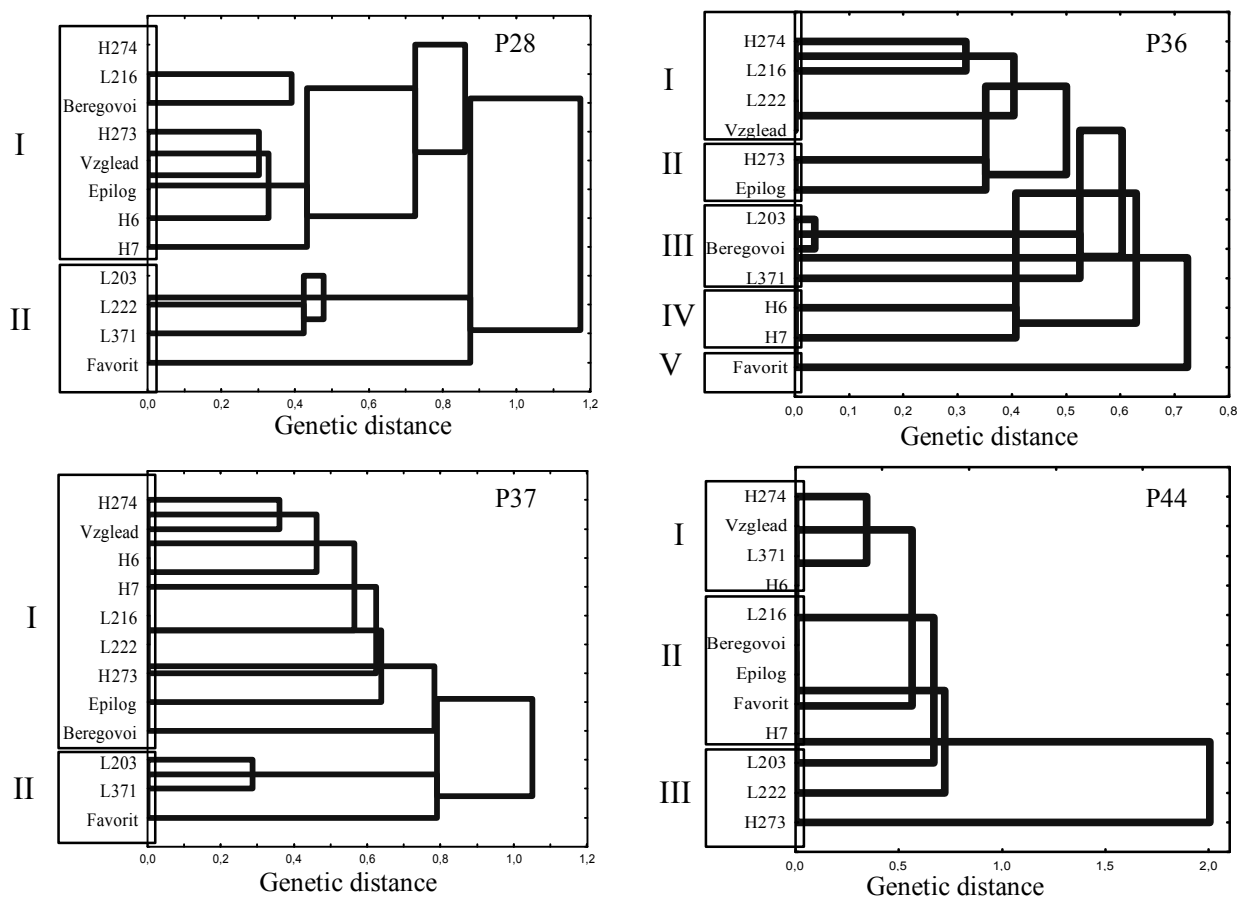 P28
I
H274
L216
Beregovoi
H273
Vzglead
Epilog
H6
H7
II
L203
L222
L371
Favorit
0,0 0,2 0,4 0,6 0,8 1,0 1,2
Genetic distance
P36
I
H274
L216
L222
Vzglead
II
H273
Epilog
III
L203
Beregovoi
L371
IV
H6
H7
V
Favorit
0,0 0,1 0,2 0,3 0,4 0,5 0,6 0,7 0,8
Genetic distance
P37
I
H274
Vzglead
H6
H7
L216
L222
H273
Epilog
Beregovoi
II
L203
L371
Favorit
0,0 0,2 0,4 0,6 0,8 1,0 1,2
Genetic distance
P44
I
H274
Vzglead
L371
H6
II
L216
Beregovoi
Epilog
Favorit
H7
III
L203
L222
H273
0,0 0,5 1,0 1,5 2,0
Genetic distance